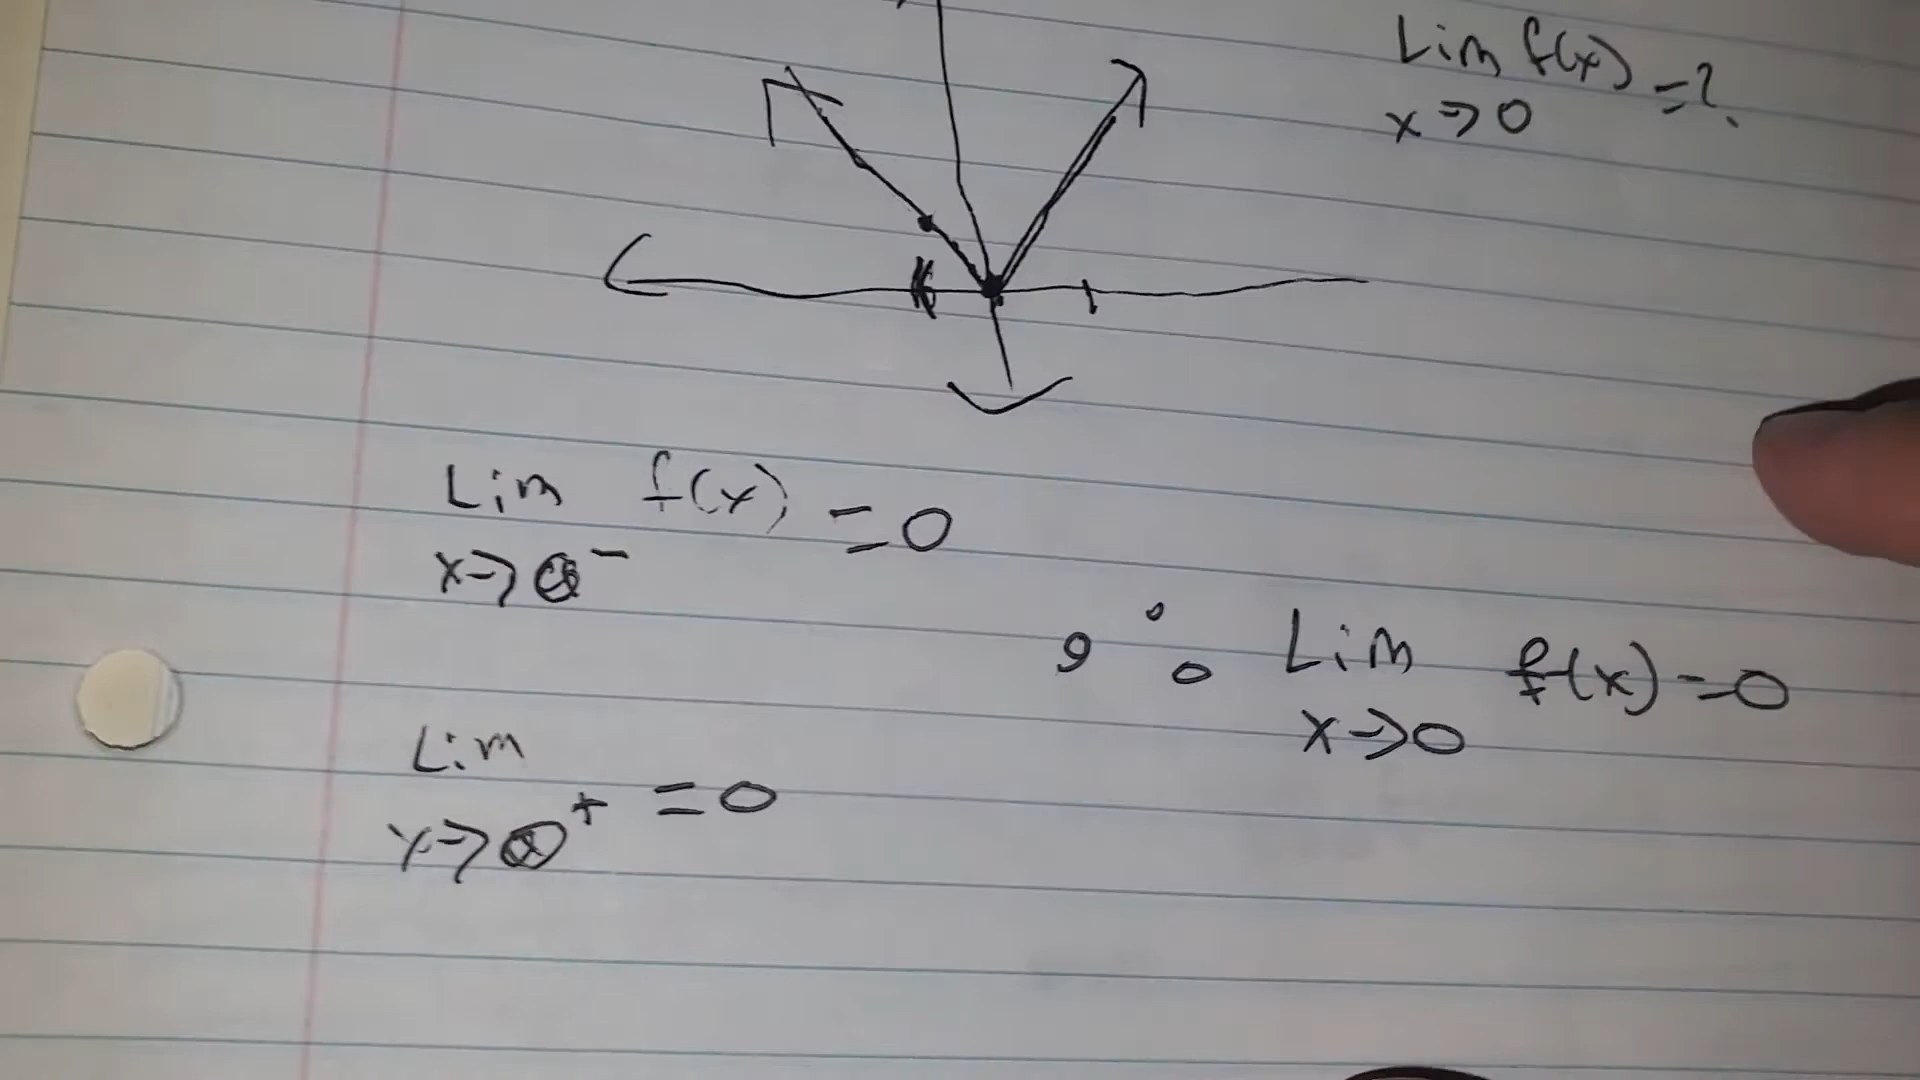 Lim f(x) = ?
x→0
Lim f(x) = 0
x→0⁻
∴ Lim f(x) = 0
x→0
Lim = 0
x→0⁺